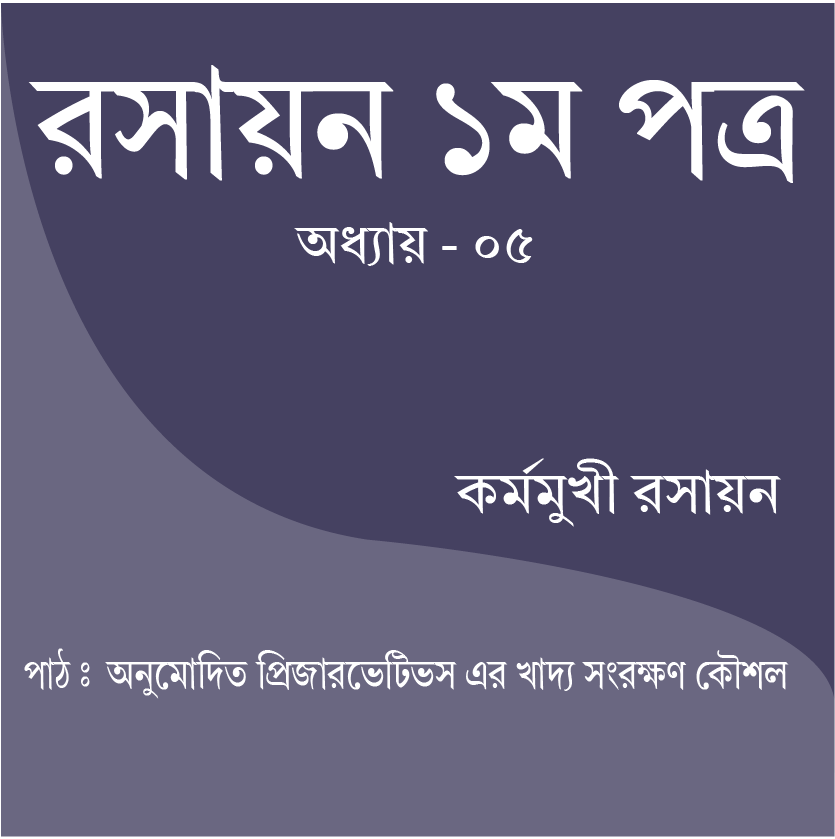 রসায়ন ১ম পত্র
অধ্যায় - ০৫
কর্মমুখী রসায়ন
পাঠ ঃ অনুমোদিত প্রিজারভেটিভস এর খাদ্য সংরক্ষণ কৌশল